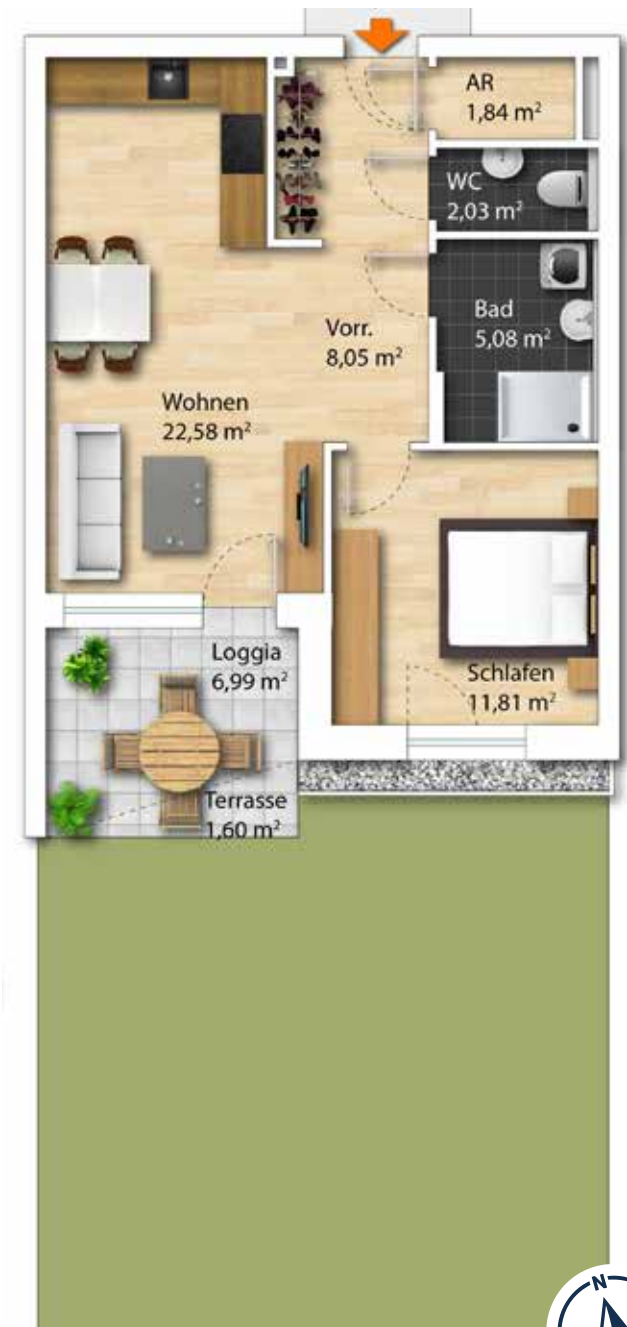 AR
1,84 m²
WC
2,03 m²
Bad
5,08 m²
Vorr.
8,05 m²
Wohnen
22,58 m²
Loggia
6,99 m²
Schlafen
11,81 m²
Terrasse
1,60 m²
N